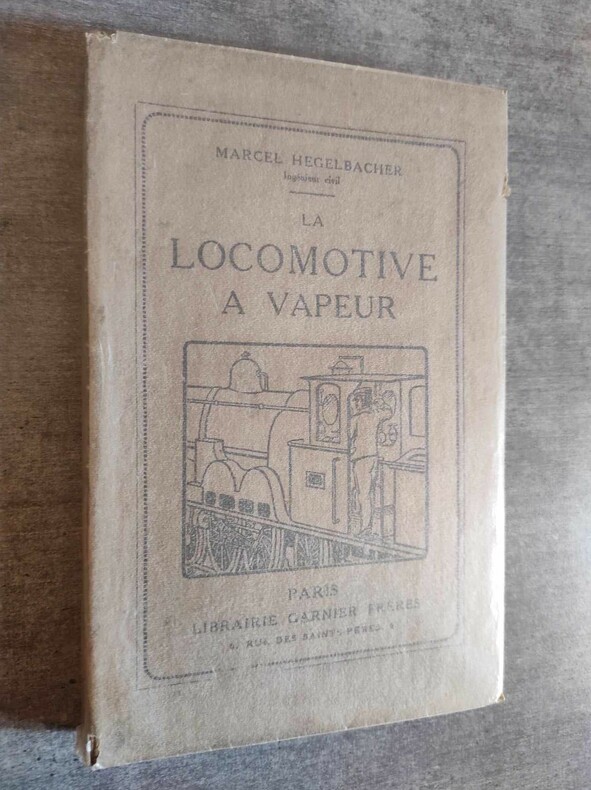 MARCEL HEGELBACHER
Ingénieur civil
LA
LOCOMOTIVE
A VAPEUR
PARIS
LIBRAIRIE GARNIER FRÈRES
6, RUE DES SAINTS-PÈRES, 6